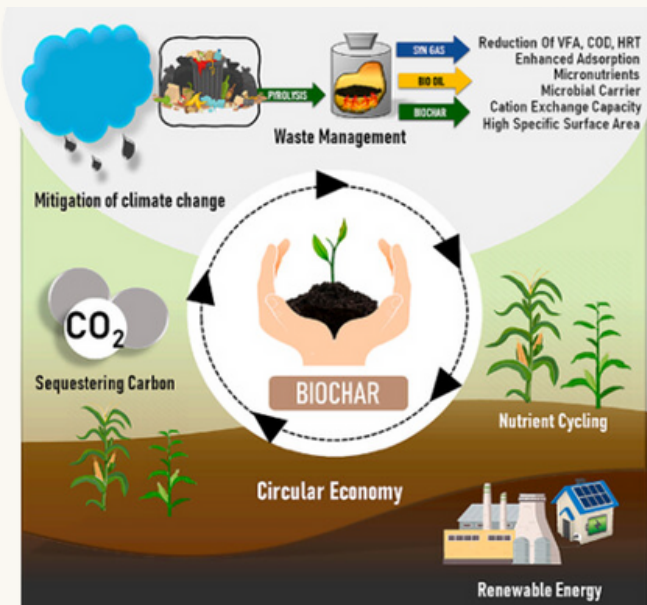 SYN GAS
BIO OIL
BIOCHAR
PYROLYSIS
Reduction Of VFA, COD, HRT
Enhanced Adsorption
Micronutrients
Microbial Carrier
Cation Exchange Capacity
High Specific Surface Area
Waste Management
Mitigation of climate change
CO2
Sequestering Carbon
BIOCHAR
Nutrient Cycling
Circular Economy
Renewable Energy